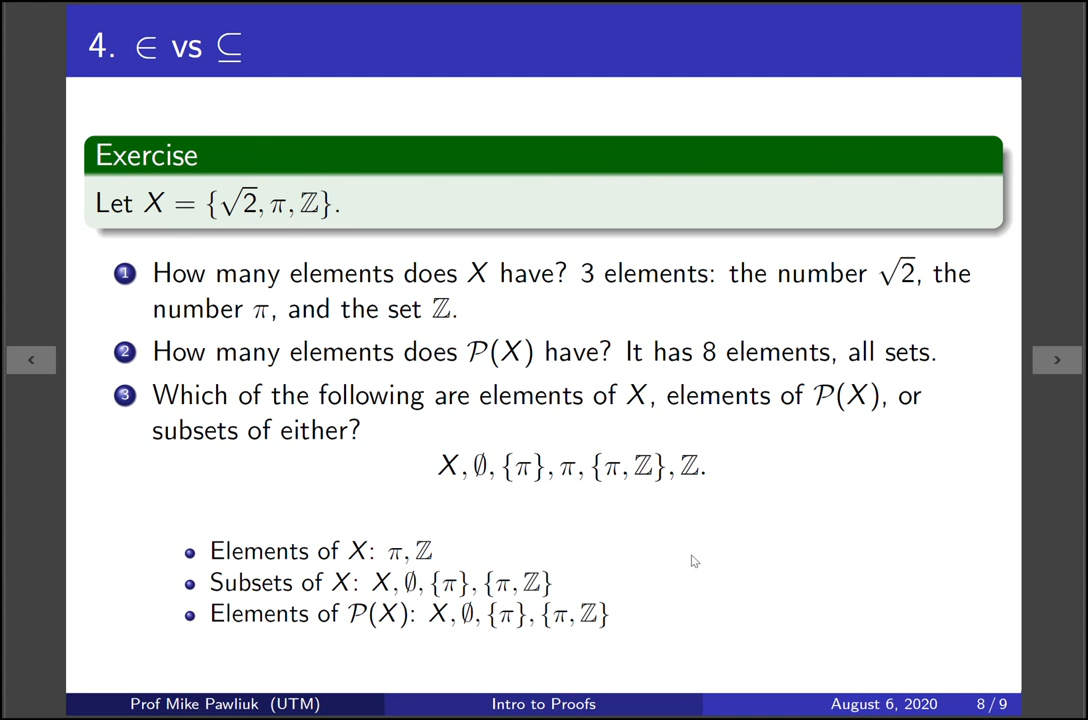 4. ∈ vs ⊆
Exercise
Let X = {√2, π, ℤ}.
1 How many elements does X have? 3 elements: the number √2, the
number π, and the set ℤ.
2 How many elements does 𝒫(X) have? It has 8 elements, all sets.
3 Which of the following are elements of X, elements of 𝒫(X), or
subsets of either?
X, ∅, {π}, π, {π, ℤ}, ℤ.
Elements of X: π, ℤ
Subsets of X: X, ∅, {π}, {π, ℤ}
Elements of 𝒫(X): X, ∅, {π}, {π, ℤ}
Prof Mike Pawliuk (UTM) Intro to Proofs August 6, 2020 8 / 9